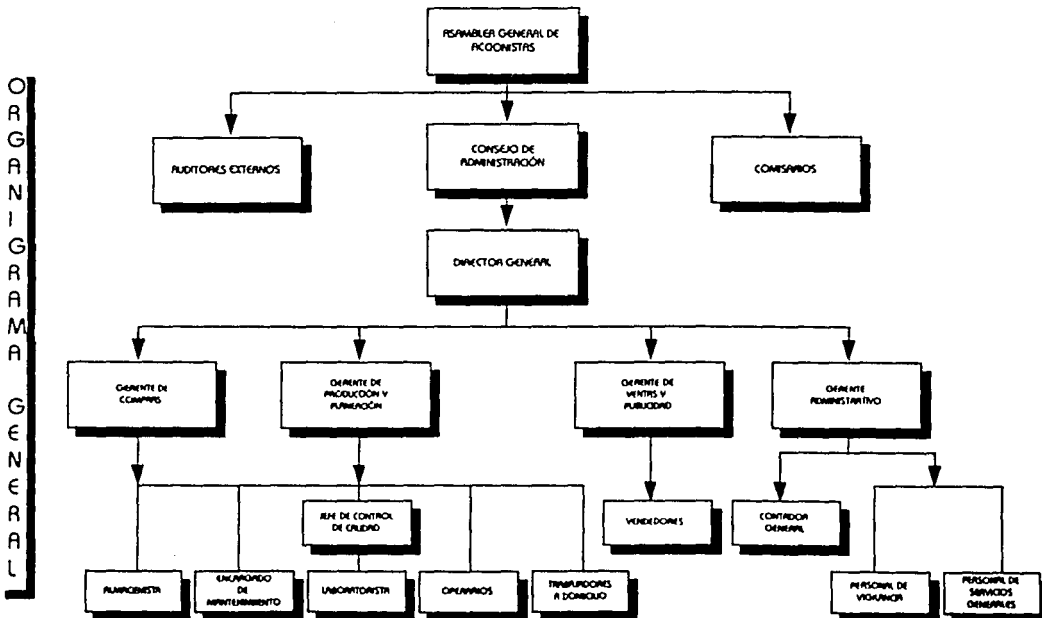 ORGANIGRAMA GENERAL
ASAMBLEA GENERAL DE
ACCIONISTAS
AUDITORES EXTERNOS
CONSEJO DE
ADMINISTRACIÓN
COMISARIOS
DIRECTOR GENERAL
GERENTE DE
COMPRAS
GERENTE DE
PRODUCCIÓN Y
PLANEACIÓN
GERENTE DE
VENTAS Y
PUBLICIDAD
GERENTE
ADMINISTRATIVO
JEFE DE CONTROL
DE CALIDAD
VENDEDORES
CONTADOR
GENERAL
ALMACENISTA
ENCARGADO
DE
MANTENIMIENTO
LABORATORISTA
OPERARIOS
TRABAJADORES
A DOMICILIO
PERSONAL DE
VIGILANCIA
PERSONAL DE
SERVICIOS
GENERALES